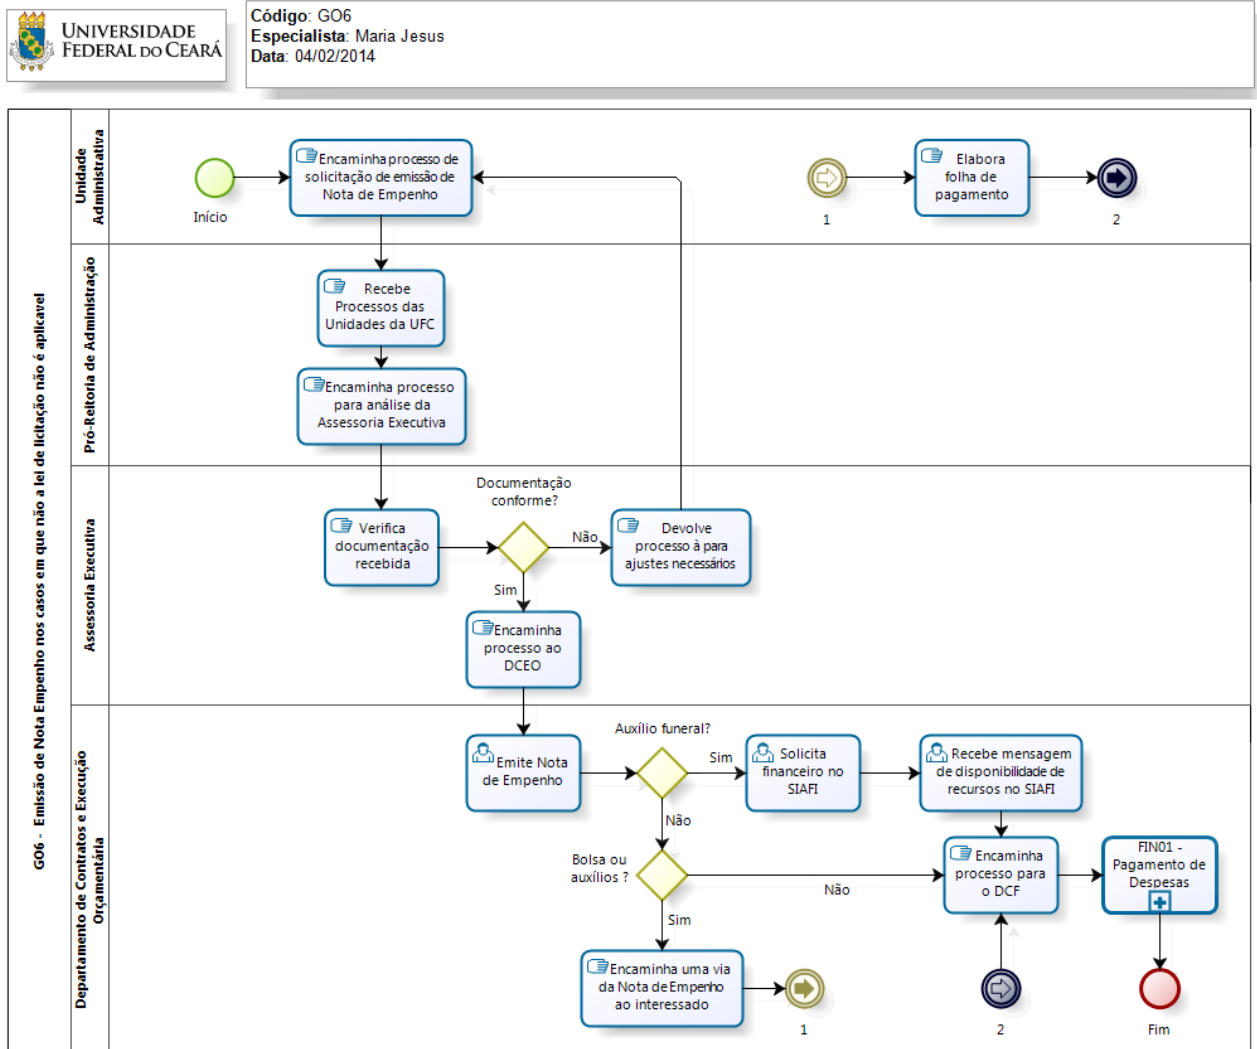 UNIVERSIDADE
FEDERAL DO CEARÁ
Código: GO6
Especialista: Maria Jesus
Data: 04/02/2014
GO6 - Emissão de Nota Empenho nos casos em que não a lei de licitação não é aplicavel
Unidade
Administrativa
Início
Encaminha processo de
solicitação de emissão de
Nota de Empenho
1
Elabora
folha de
pagamento
2
Pró-Reitoria de Administração
Recebe
Processos das
Unidades da UFC
Encaminha processo
para análise da
Assessoria Executiva
Assessoria Executiva
Verifica
documentação
recebida
Documentação
conforme?
Não
Devolve
processo à para
ajustes necessários
Sim
Encaminha
processo ao
DCEO
Departamento de Contratos e Execução
Orçamentária
Emite Nota
de Empenho
Auxílio funeral?
Sim
Solicita
financeiro no
SIAFI
Recebe mensagem
de disponibilidade de
recursos no SIAFI
Não
Bolsa ou
auxílios ?
Não
Encaminha
processo para
o DCF
FIN01 -
Pagamento de
Despesas
Sim
Encaminha uma via
da Nota de Empenho
ao interessado
1
2
Fim